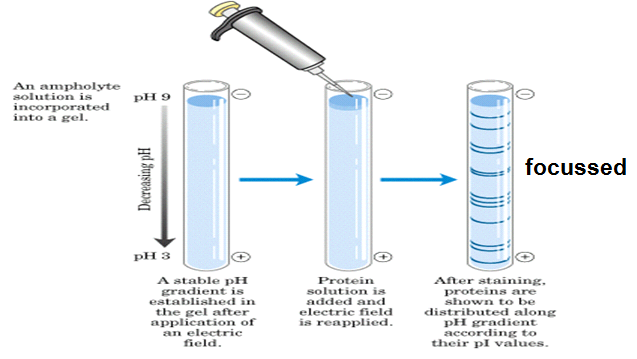 An ampholyte
solution is
incorporated
into a gel.
pH 9
Decreasing pH
pH 3
−
+
−
+
−
+
focussed
A stable pH
gradient is
established in
the gel after
application of
an electric
field.
Protein
solution is
added and
electric field
is reapplied.
After staining,
proteins are
shown to be
distributed along
pH gradient
according to
their pI values.